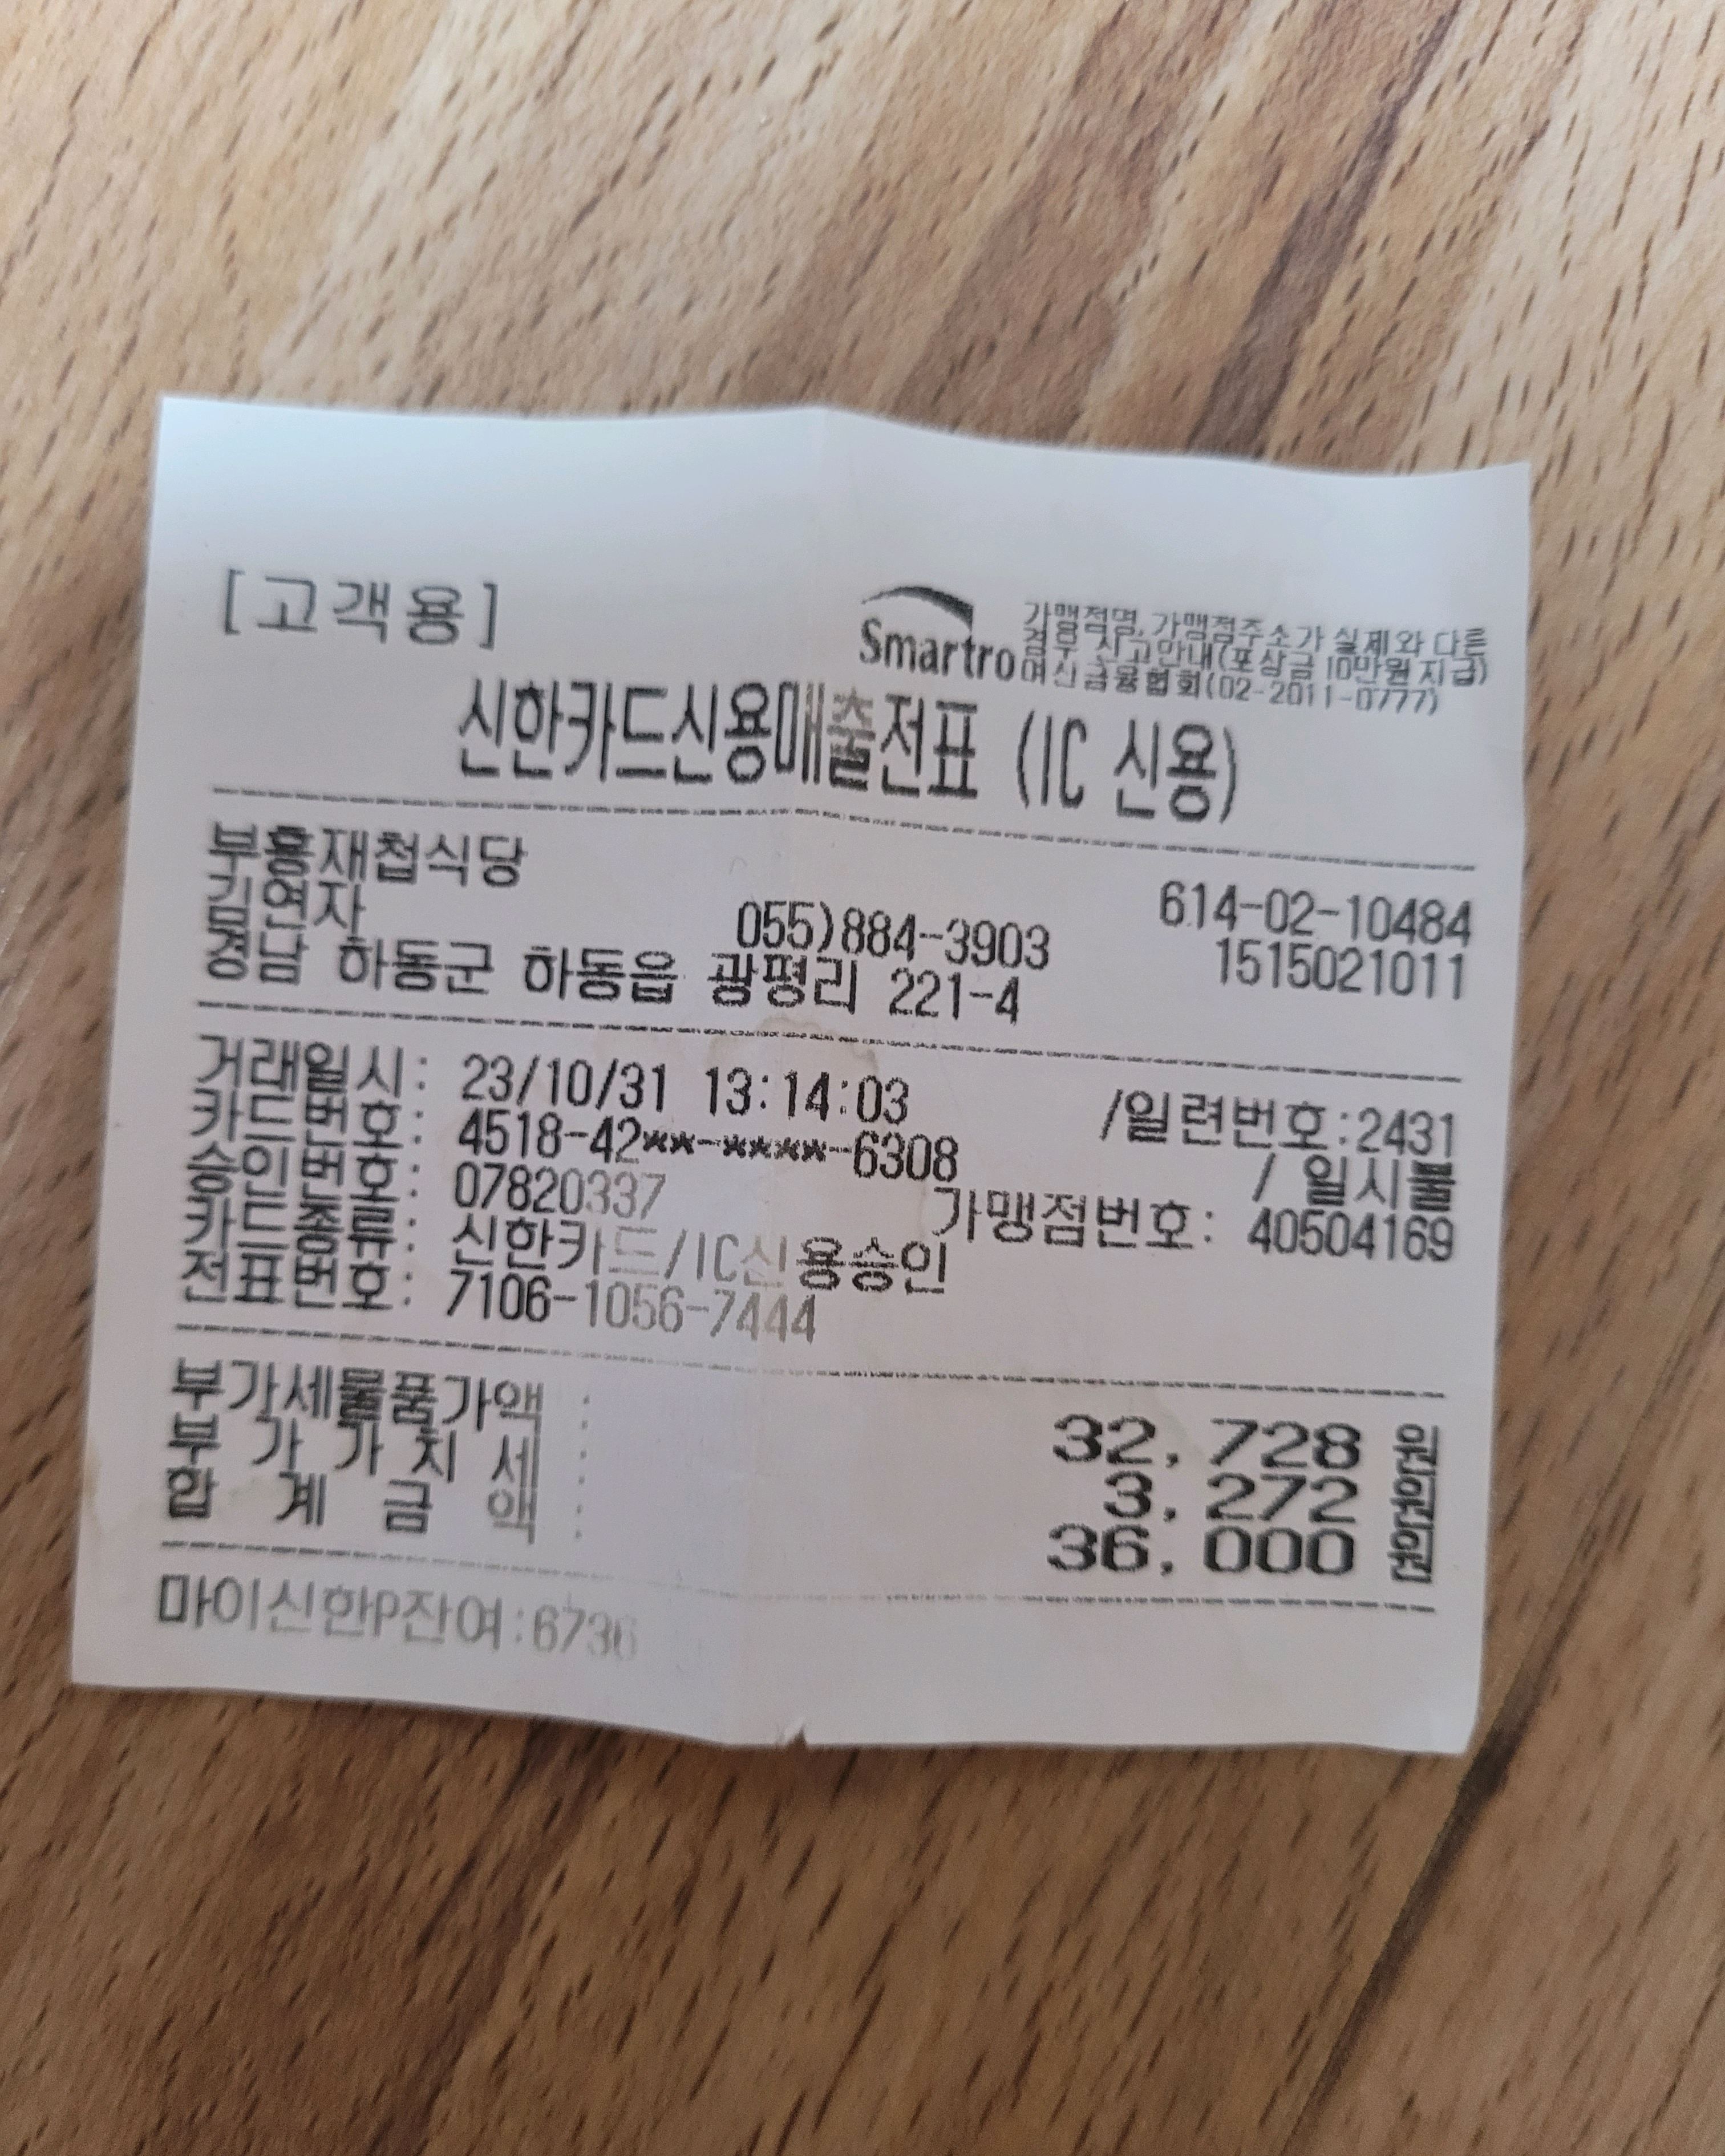 [고객용]
Smartro
가맹점명, 가맹점주소가 실제와 다른
경우 신고안내(포상금 10만원 지급)
여신금융협회(02-2011-0777)
신한카드신용매출전표 (IC 신용)
부흥재첩식당 614-02-10484
김연자 055)884-3903 1515021011
경남 하동군 하동읍 광평리 221-4
거래일시: 23/10/31 13:14:03 /일련번호:2431
카드번호: 4518-42**-****-6308 / 일시불
승인번호: 07820337 가맹점번호: 40504169
카드종류: 신한카드/IC신용승인
전표번호: 7106-1056-7444
부가세물품가액 : 32,728 원
부 가 가 치 세 : 3,272 원
합 계 금 액 : 36,000 원
마이신한P잔여:6736